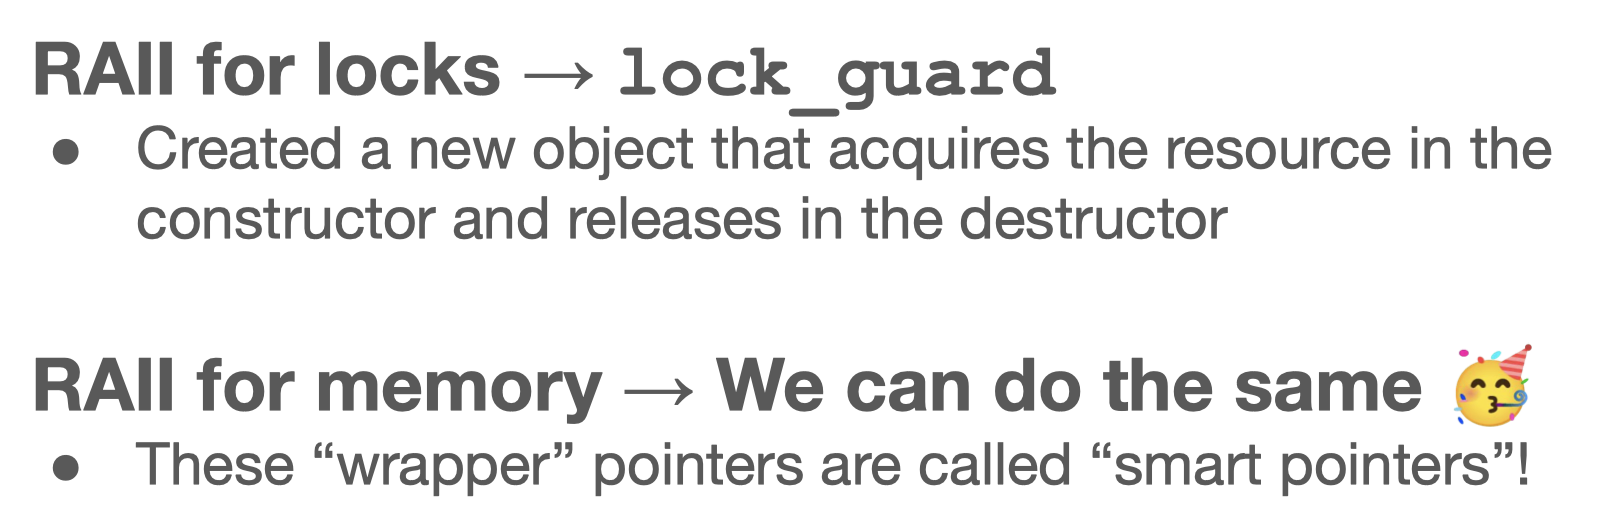 RAII for locks → lock_guard
● Created a new object that acquires the resource in the
constructor and releases in the destructor
RAII for memory → We can do the same 🥳
● These “wrapper” pointers are called “smart pointers”!